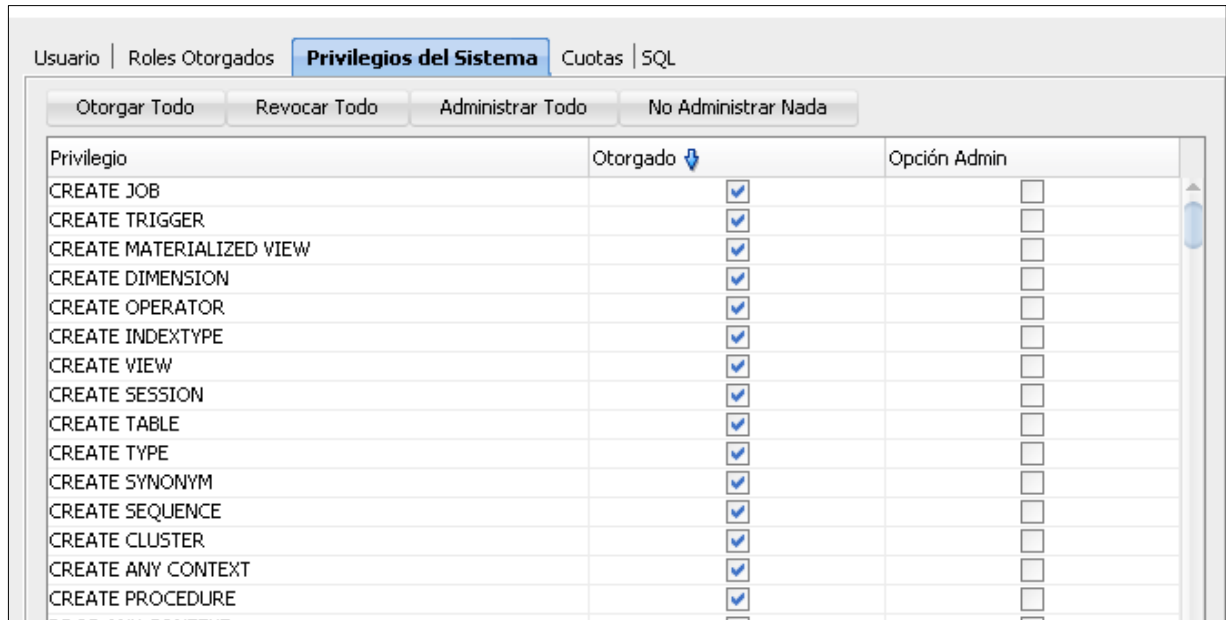 Usuario Roles Otorgados Privilegios del Sistema Cuotas SQL
Otorgar Todo Revocar Todo Administrar Todo No Administrar Nada
Privilegio Otorgado Opción Admin
CREATE JOB
CREATE TRIGGER
CREATE MATERIALIZED VIEW
CREATE DIMENSION
CREATE OPERATOR
CREATE INDEXTYPE
CREATE VIEW
CREATE SESSION
CREATE TABLE
CREATE TYPE
CREATE SYNONYM
CREATE SEQUENCE
CREATE CLUSTER
CREATE ANY CONTEXT
CREATE PROCEDURE